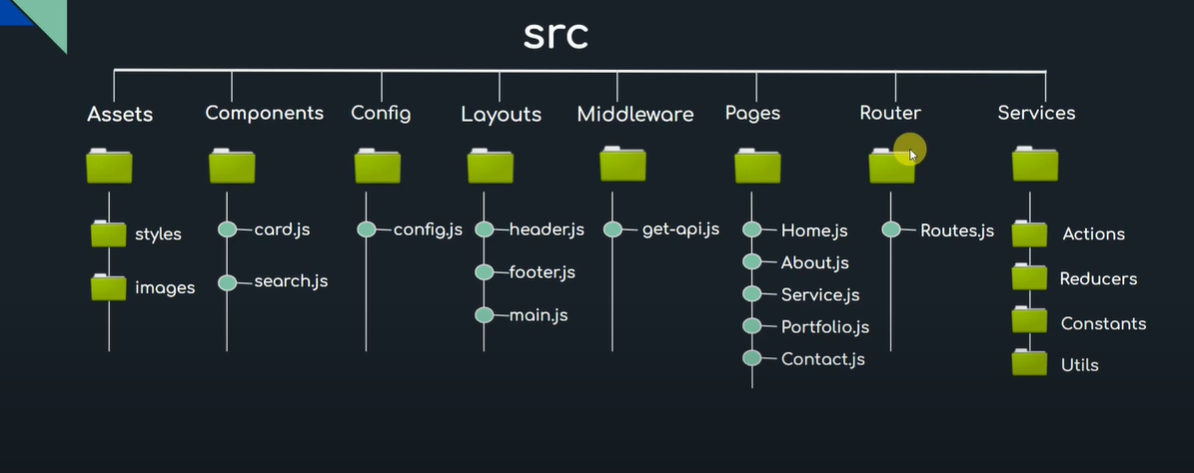 src
Assets
Components
Config
Layouts
Middleware
Pages
Router
Services
styles
images
card.js
search.js
config.js
header.js
footer.js
main.js
get-api.js
Home.js
About.js
Service.js
Portfolio.js
Contact.js
Routes.js
Actions
Reducers
Constants
Utils